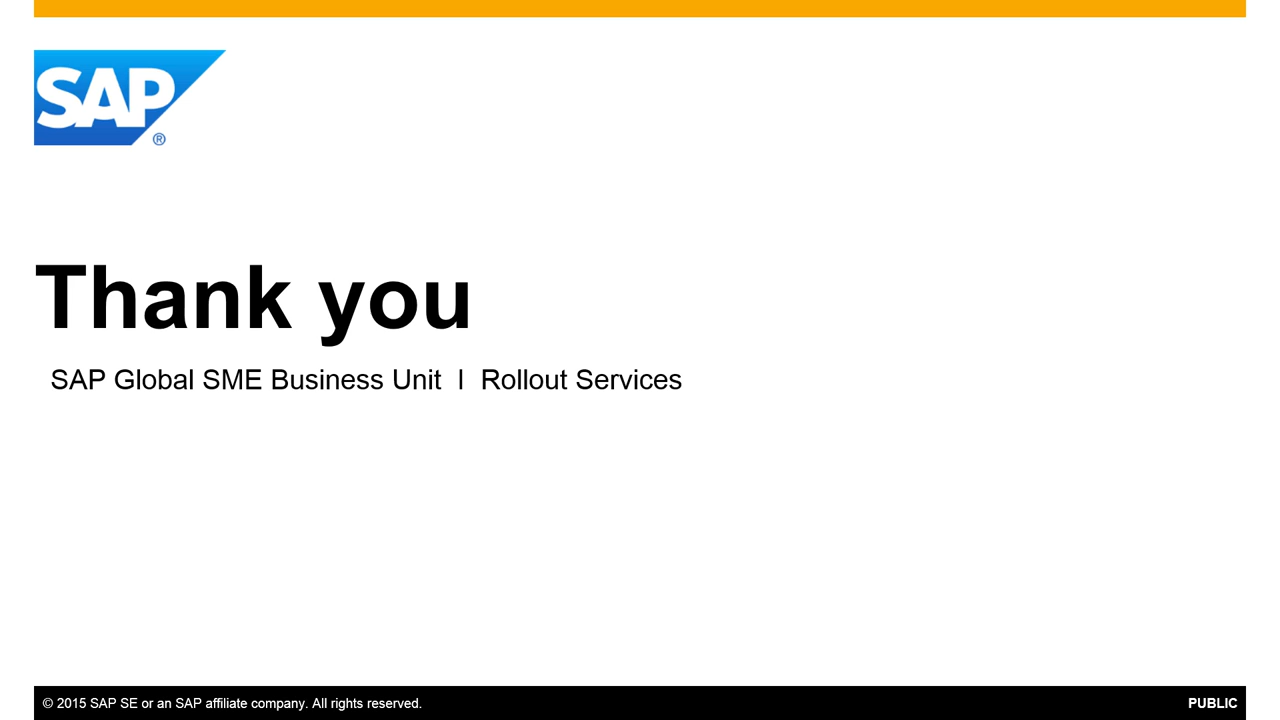 SAP
®
Thank you
SAP Global SME Business Unit | Rollout Services
© 2015 SAP SE or an SAP affiliate company. All rights reserved.
PUBLIC